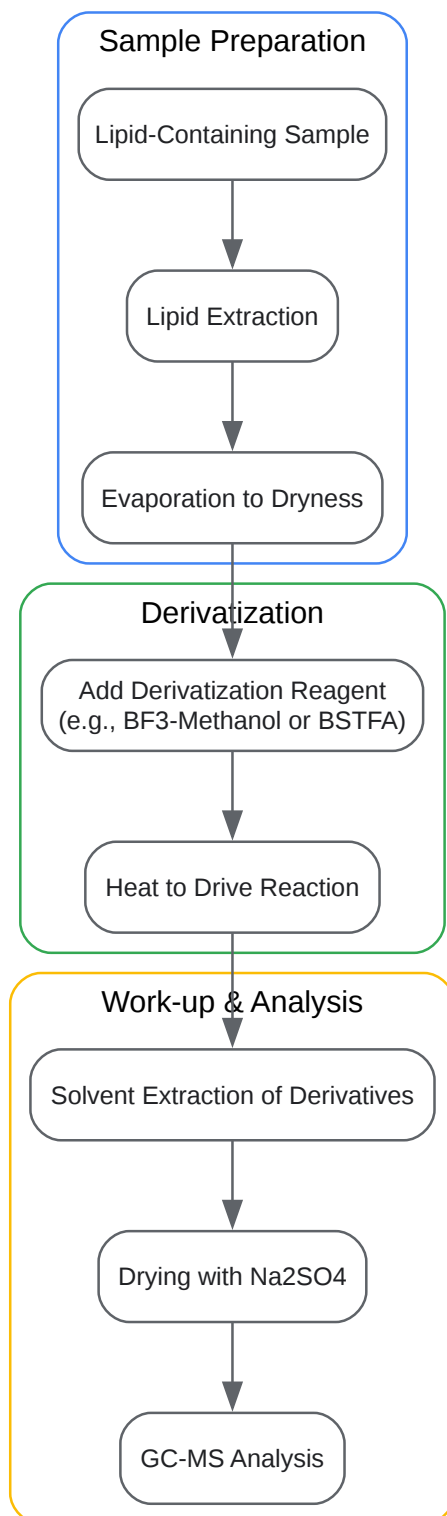 Sample Preparation
Lipid-Containing Sample
Lipid Extraction
Evaporation to Dryness
Derivatization
Add Derivatization Reagent
(e.g., BF3-Methanol or BSTFA)
Heat to Drive Reaction
Work-up & Analysis
Solvent Extraction of Derivatives
Drying with Na2SO4
GC-MS Analysis